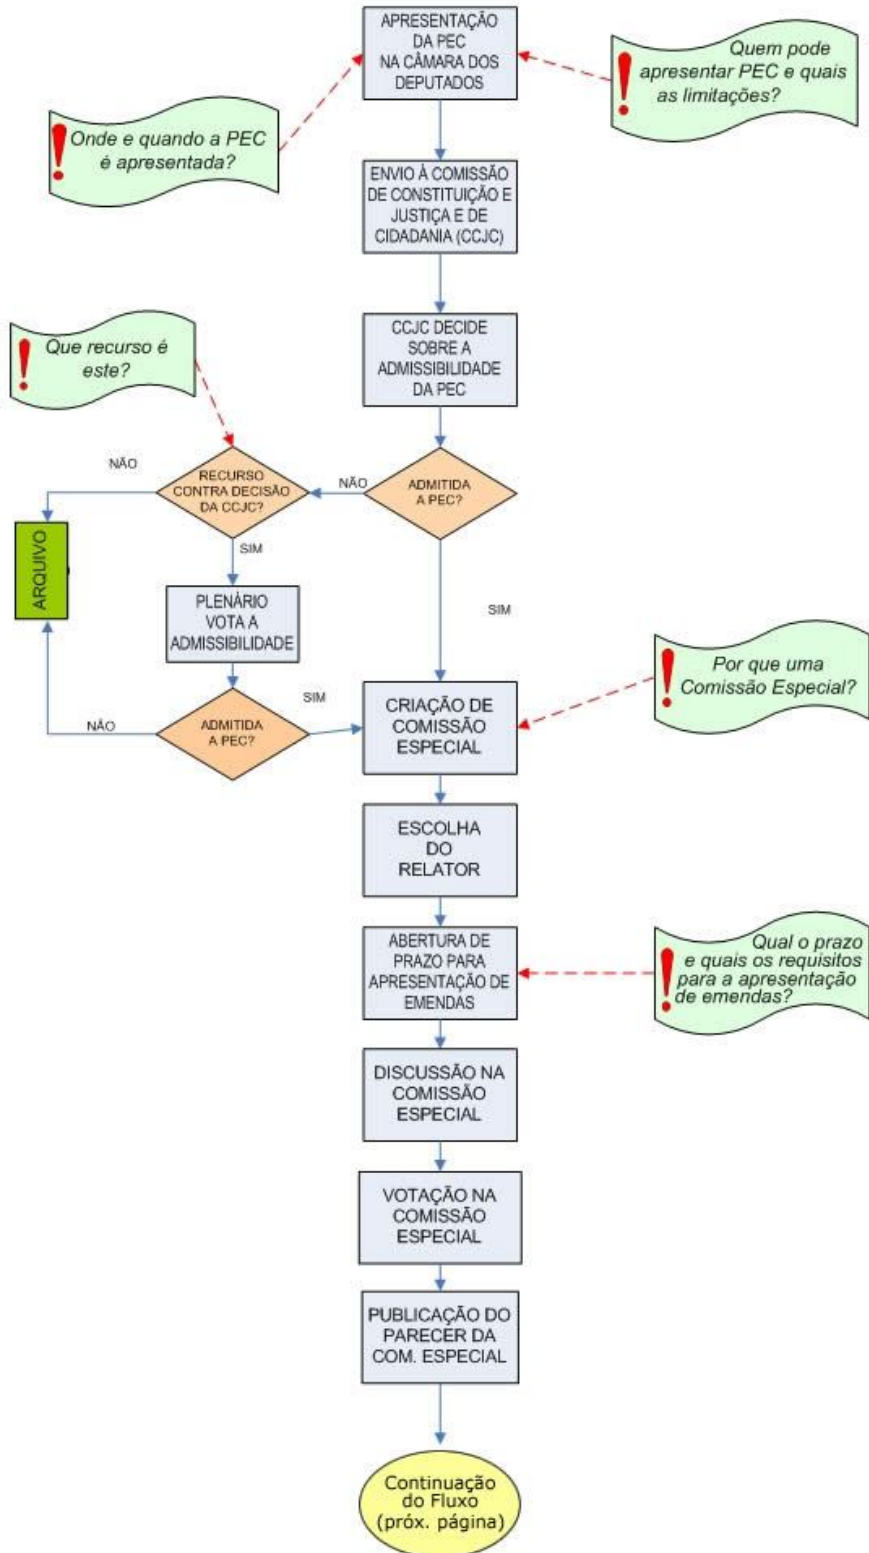 APRESENTAÇÃO
DA PEC
NA CÂMARA DOS
DEPUTADOS
Quem pode
apresentar PEC e quais
as limitações?
Onde e quando a PEC
é apresentada?
ENVIO À COMISSÃO
DE CONSTITUIÇÃO E
JUSTIÇA E DE
CIDADANIA (CCJC)
CCJC DECIDE
SOBRE A
ADMISSIBILIDADE
DA PEC
Que recurso é
este?
NÃO
RECURSO
CONTRA DECISÃO
DA CCJC?
NÃO
ADMITIDA
A PEC?
ARQUIVO
SIM
PLENÁRIO
VOTA A
ADMISSIBILIDADE
SIM
Por que uma
Comissão Especial?
NÃO
ADMITIDA
A PEC?
SIM
CRIAÇÃO DE
COMISSÃO
ESPECIAL
ESCOLHA
DO
RELATOR
ABERTURA DE
PRAZO PARA
APRESENTAÇÃO DE
EMENDAS
Qual o prazo
e quais os requisitos
para a apresentação
de emendas?
DISCUSSÃO NA
COMISSÃO
ESPECIAL
VOTAÇÃO NA
COMISSÃO
ESPECIAL
PUBLICAÇÃO DO
PARECER DA
COM. ESPECIAL
Continuação
do Fluxo
(próx. página)